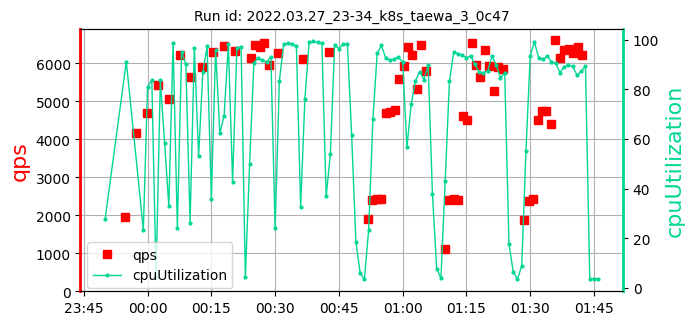 Run id: 2022.03.27_23-34_k8s_taewa_3_0c47
6000
5000
4000
3000
2000
1000
0
qps
100
80
60
40
20
0
cpuUtilization
qps
cpuUtilization
23:45 00:00 00:15 00:30 00:45 01:00 01:15 01:30 01:45